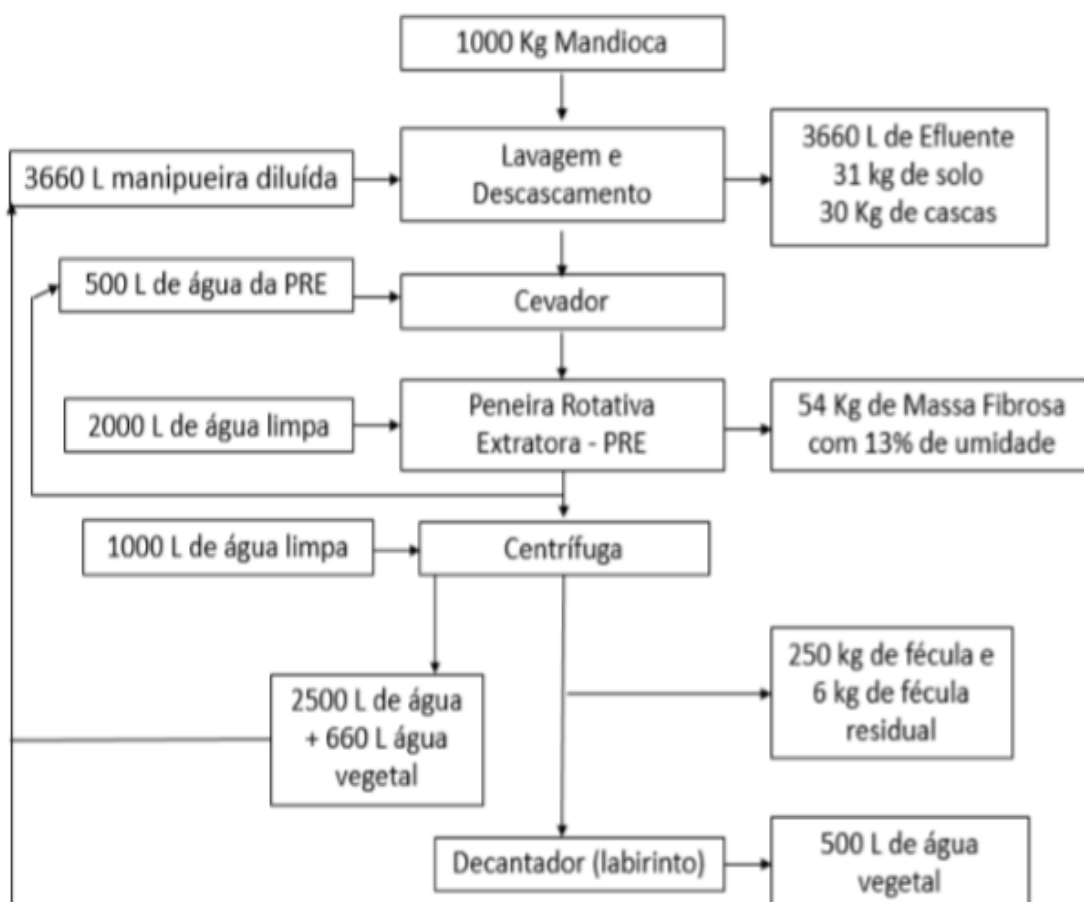 1000 Kg Mandioca
3660 L manipueira diluída
Lavagem e
Descascamento
3660 L de Efluente
31 kg de solo
30 Kg de cascas
500 L de água da PRE
Cevador
2000 L de água limpa
Peneira Rotativa
Extratora - PRE
54 Kg de Massa Fibrosa
com 13% de umidade
1000 L de água limpa
Centrífuga
2500 L de água
+ 660 L água
vegetal
250 kg de fécula e
6 kg de fécula
residual
Decantador (labirinto)
500 L de água
vegetal